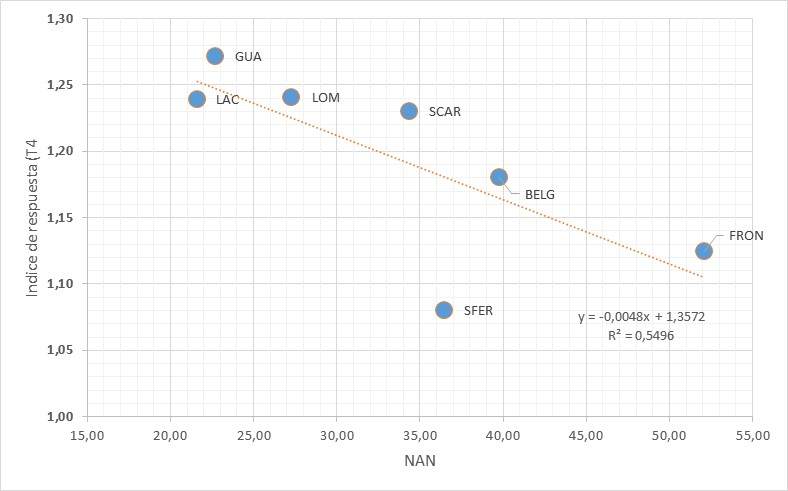 1,30
1,25
1,20
1,15
1,10
1,05
1,00
Indice de respuesta (T4
GUA
LAC
LOM
SCAR
BELG
FRON
SFER
y = -0,0048x + 1,3572
R² = 0,5496
15,00 20,00 25,00 30,00 35,00 40,00 45,00 50,00 55,00
NAN